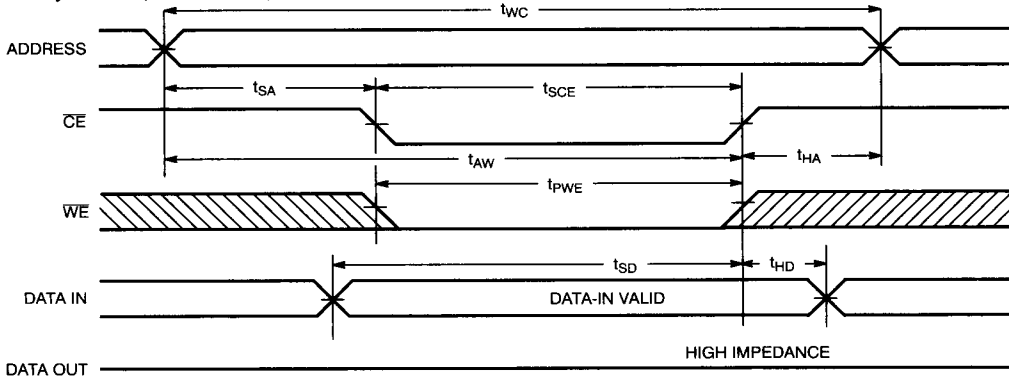 tWC
ADDRESS
tSA
tSCE
CE
tAW
tHA
tPWE
WE
tSD
tHD
DATA IN
DATA-IN VALID
HIGH IMPEDANCE
DATA OUT